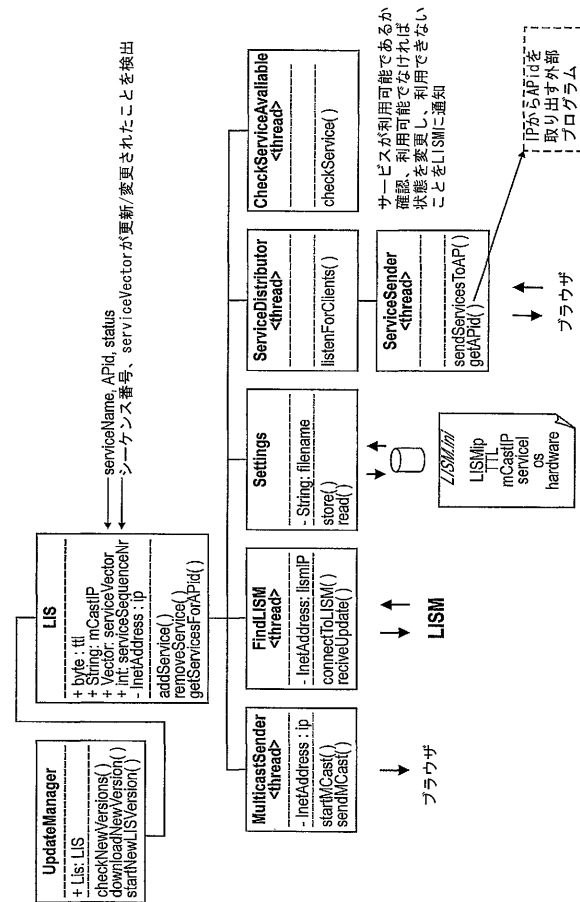 UpdateManager
+ Lis: LIS
checkNewVersions()
downloadNewVersion()
startNewLISVersion()
LIS
+ byte : ttl
+ String: mCastIP
+ Vector: serviceVector
+ int: serviceSequenceNr
- InetAddress : ip
addService()
removeService()
getServicesForAPid()
serviceName, APid, status
シーケンス番号、serviceVectorが更新/変更されたことを検出
MulticastSender
<thread>
- InetAddress : ip
startMCast()
sendMCast()
ブラウザ
FindLISM
<thread>
- InetAddress: lismIP
connectToLISM()
reciveUpdate()
LISM
Settings
- String: filename
store()
read()
LISM.ini
LISMip
TTL
mCastIP
serviceI
os
hardware
ServiceDistributor
<thread>
listenForClients()
ServiceSender
<thread>
sendServicesToAP()
getAPid()
ブラウザ
CheckServiceAvaliable
<thread>
checkService()
サービスが利用可能であるか
確認、利用可能でなければ
状態を変更し、利用できない
ことをLISMに通知
IPからAPidを
取り出す外部
プログラム